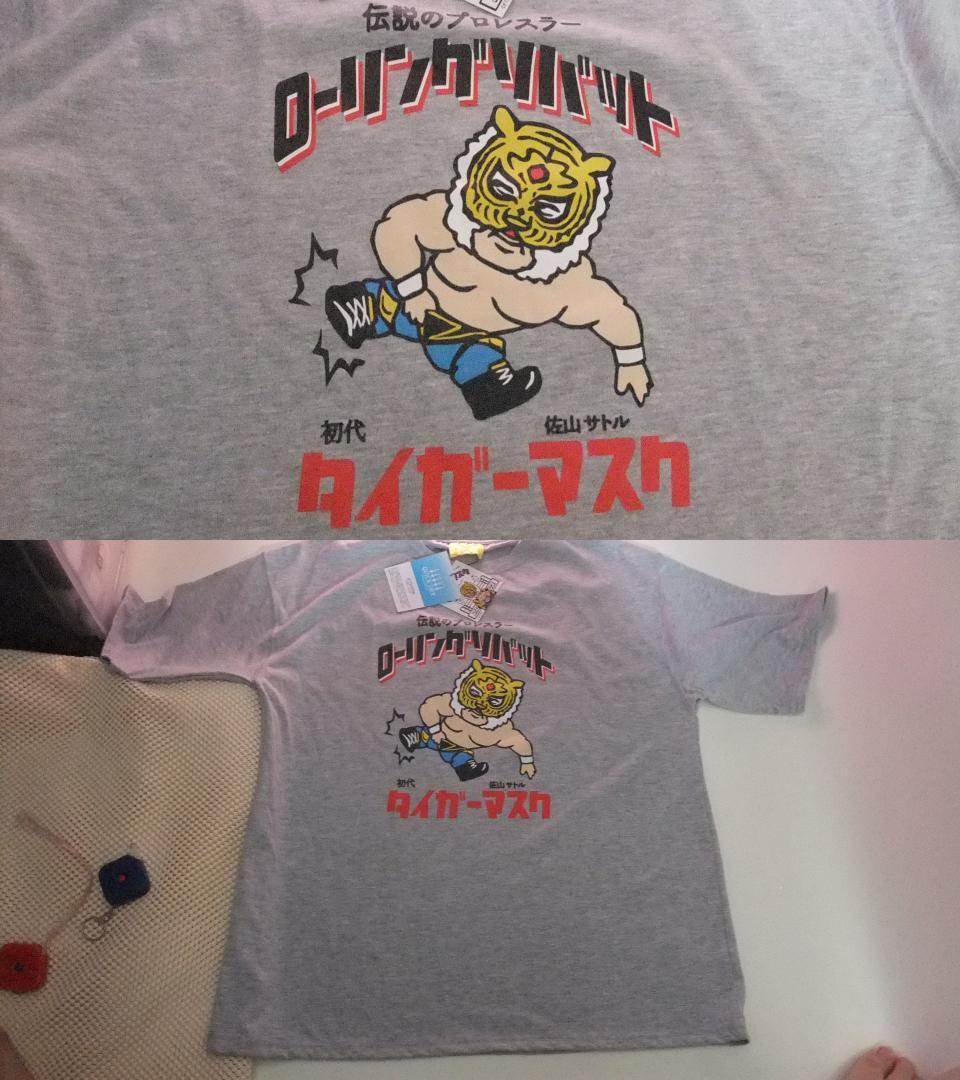 伝説のプロレスラー
ローリングソバット
初代
佐山サトル
タイガーマスク
伝説のプロレスラー
ローリングソバット
初代
佐山サトル
タイガーマスク